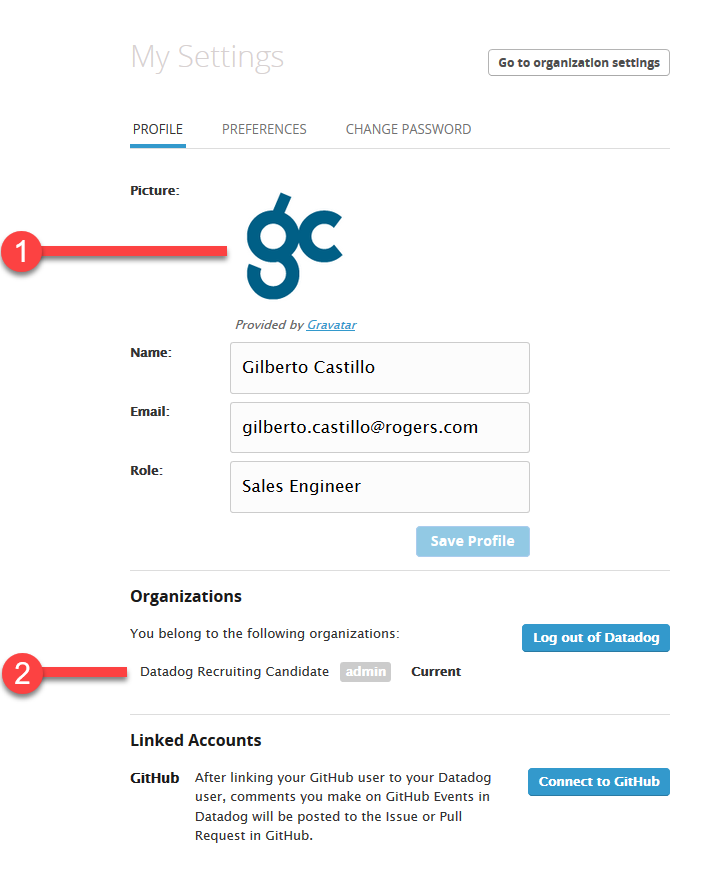 My Settings
Go to organization settings
PROFILE PREFERENCES CHANGE PASSWORD
Picture:
1
gc
Provided by Gravatar
Name:
Gilberto Castillo
Email:
gilberto.castillo@rogers.com
Role:
Sales Engineer
Save Profile
Organizations
You belong to the following organizations:
Log out of Datadog
2
Datadog Recruiting Candidate admin Current
Linked Accounts
GitHub After linking your GitHub user to your Datadog
user, comments you make on GitHub Events in
Datadog will be posted to the Issue or Pull
Request in GitHub.
Connect to GitHub